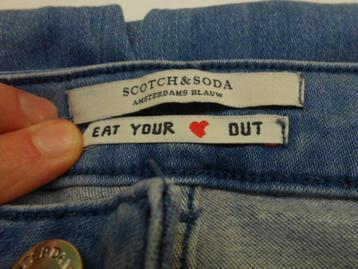 SCOTCH & SODA
AMSTERDAMS BLAUW
EAT YOUR ❤ OUT